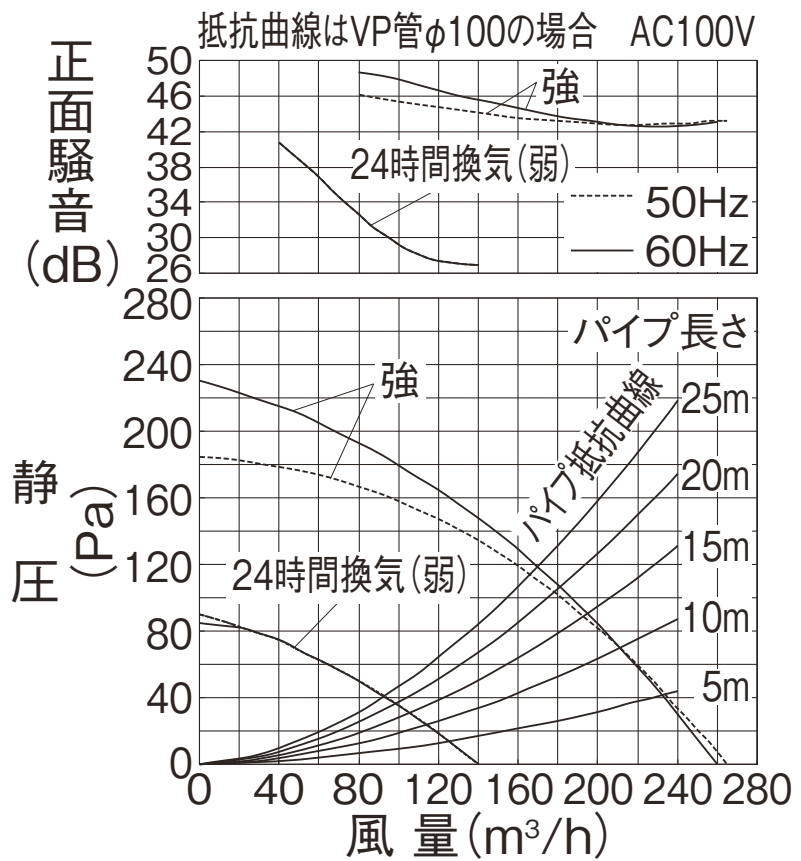 抵抗曲線はVP管φ100の場合 AC100V
正面騒音(dB)
50
46
42
38
34
30
26
強
24時間換気(弱)
50Hz
60Hz
280
240
200
160
120
80
40
0
静圧(Pa)
パイプ長さ
強
パイプ抵抗曲線
25m
20m
15m
10m
5m
24時間換気(弱)
0 40 80 120 160 200 240 280
風量(m³/h)